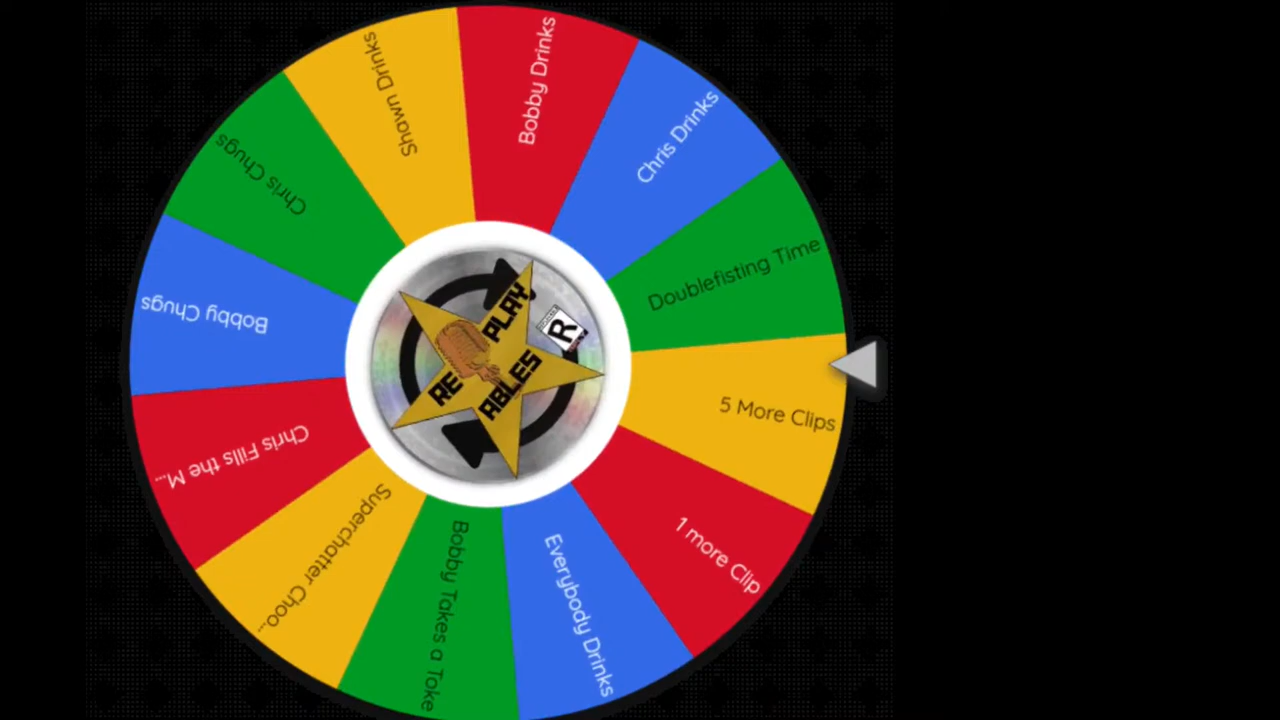 Bobby Drinks
Chris Drinks
Doublefisting Time
5 More Clips
1 more Clip
Everybody Drinks
Bobby Takes a Toke
Superchatter Choo...
Chris Fills the M...
Bobby Chugs
Chris Chugs
Shawn Drinks
RE PLAY
ABLES
R